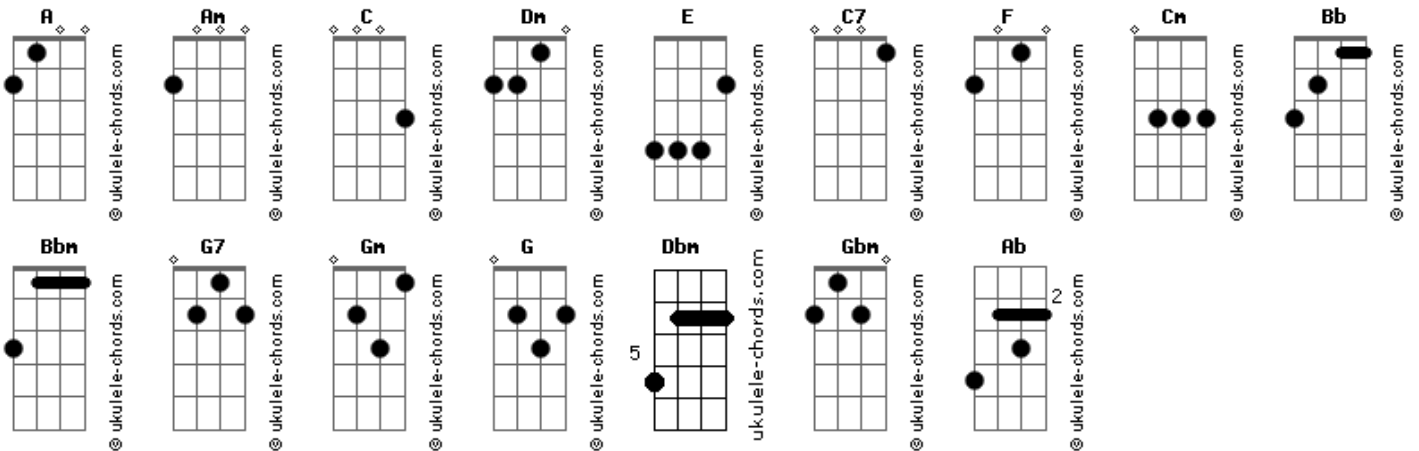 A Am C Dm E C7 F Cm Bb
© ukulele-chords.com © ukulele-chords.com © ukulele-chords.com © ukulele-chords.com © ukulele-chords.com © ukulele-chords.com © ukulele-chords.com © ukulele-chords.com © ukulele-chords.com
Bbm G7 Gm G Dbm Gbm Ab
5 2
© ukulele-chords.com © ukulele-chords.com © ukulele-chords.com © ukulele-chords.com ukulele-chords.com © ukulele-chords.com © ukulele-chords.com